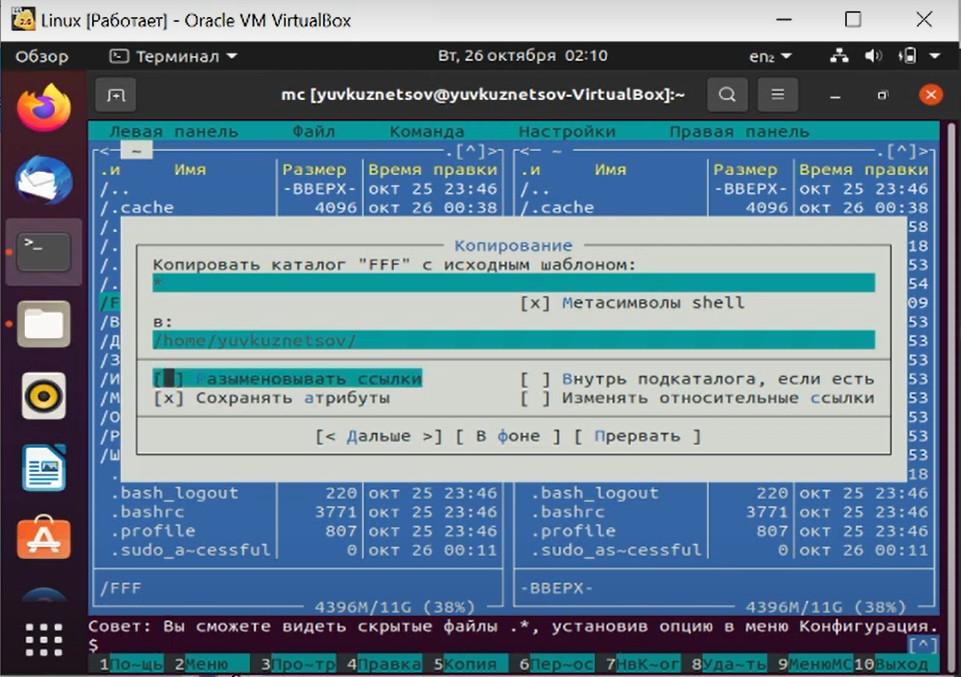 Linux [Работает] - Oracle VM VirtualBox
Обзор Терминал Вт, 26 октября 02:10 en₂
mc [yuvkuznetsov@yuvkuznetsov-VirtualBox]:~
Левая панель Файл Команда Настройки Правая панель
<— ~ .[^]> <— ~ .[^]>
.и Имя Размер Время правки .и Имя Размер Время правки
/.. -ВВЕРХ- окт 25 23:46 /.. -ВВЕРХ- окт 25 23:46
/.cache 4096 окт 26 00:38 /.cache 4096 окт 26 00:38
/. 58
/. 18
Копирование
/. 53
Копировать каталог "FFF" с исходным шаблоном:
/. 54
*
/F 09
[x] Метасимволы shell
/В 53
в:
/Д 53
/home/yuvkuznetsov/
/З 53
/И 53
[ ] Разыменовывать ссылки [ ] Внутрь подкаталога, если есть
/М 53
[x] Сохранять атрибуты [ ] Изменять относительные ссылки
/О 53
/Р 53
[< Дальше >] [ В фоне ] [ Прервать ]
/Ш 53
. 18
.bash_logout 220 окт 25 23:46 .bash_logout 220 окт 25 23:46
.bashrc 3771 окт 25 23:46 .bashrc 3771 окт 25 23:46
.profile 807 окт 25 23:46 .profile 807 окт 25 23:46
.sudo_a~cessful 0 окт 26 00:11 .sudo_as~cessful 0 окт 26 00:11
/FFF -ВВЕРХ-
4396M/11G (38%) 4396M/11G (38%)
Совет: Вы сможете видеть скрытые файлы .*, установив опцию в меню Конфигурация.
$ [^]
1По~щь 2Меню 3Про~тр 4Правка 5Копия 6Пер~ос 7НвК~ог 8Уда~ть 9МенюMC 10Выход